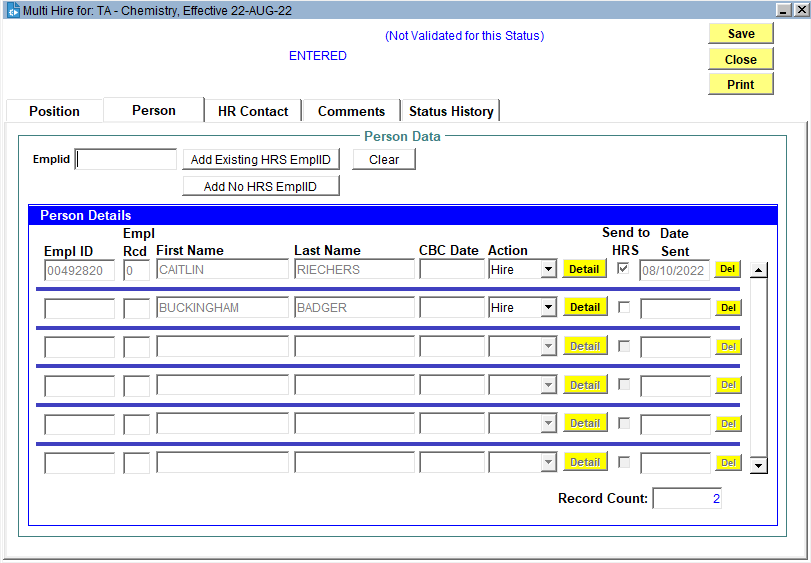 Multi Hire for: TA - Chemistry, Effective 22-AUG-22
(Not Validated for this Status)
Save
ENTERED
Close
Print
Position Person HR Contact Comments Status History
Person Data
Emplid Add Existing HRS EmplID Clear
Add No HRS EmplID
Person Details
Empl ID Empl Rcd First Name Last Name CBC Date Action Send to HRS Date Sent
00492820 0 CAITLIN RIECHERS Hire Detail 08/10/2022 Del
BUCKINGHAM BADGER Hire Detail Del
Detail Del
Detail Del
Detail Del
Detail Del
Record Count: 2